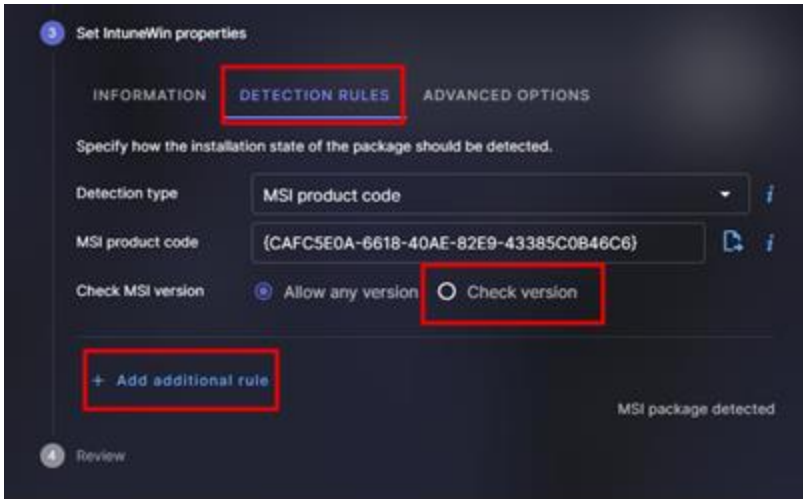 3 Set IntuneWin properties
INFORMATION DETECTION RULES ADVANCED OPTIONS
Specify how the installation state of the package should be detected.
Detection type MSI product code i
MSI product code {CAFC5E0A-6618-40AE-82E9-43385C0B46C6} i
Check MSI version Allow any version Check version
+ Add additional rule
MSI package detected
4 Review